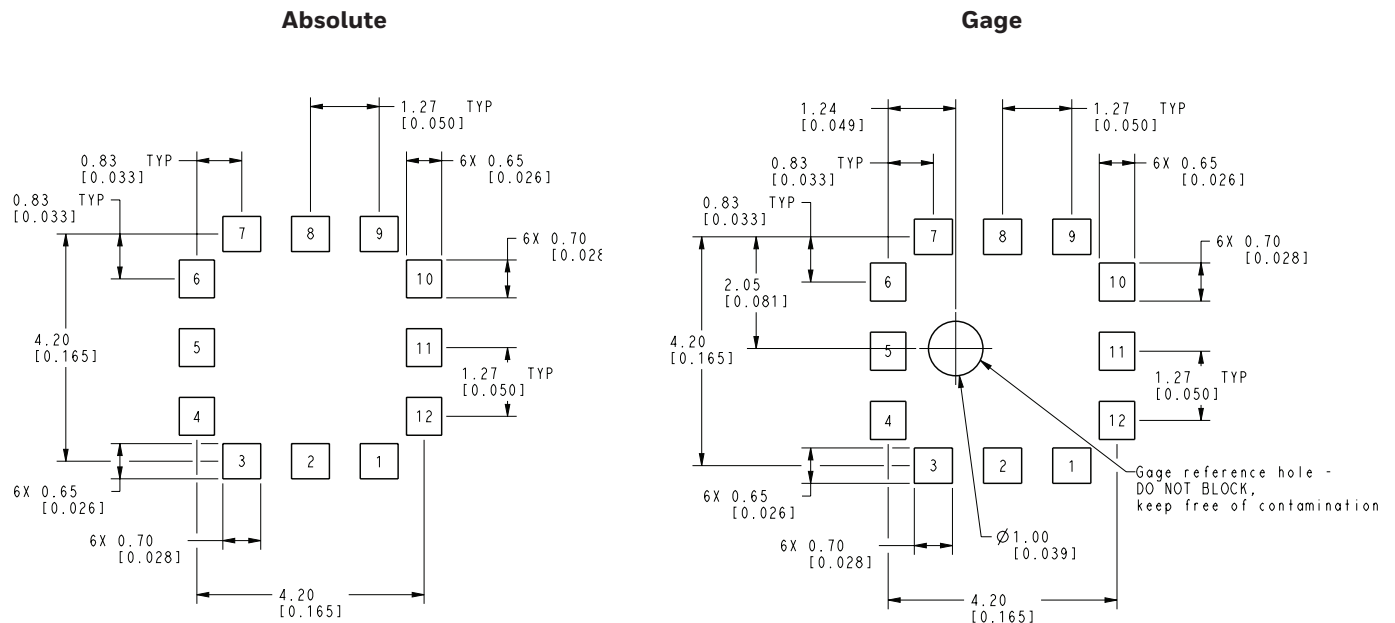 Absolute
1.27 TYP
[0.050]
0.83 TYP
[0.033]
6X 0.65
[0.026]
0.83 TYP
[0.033]
7
8
9
6X 0.70
[0.028
6
10
4.20
[0.165]
5
11
1.27 TYP
[0.050]
4
12
3
2
1
6X 0.65
[0.026]
6X 0.70
[0.028]
4.20
[0.165]
Gage
1.24
[0.049]
1.27 TYP
[0.050]
0.83 TYP
[0.033]
6X 0.65
[0.026]
0.83 TYP
[0.033]
7
8
9
6X 0.70
[0.028]
6
10
2.05
[0.081]
4.20
[0.165]
5
11
1.27 TYP
[0.050]
4
12
3
2
1
Gage reference hole -
DO NOT BLOCK,
keep free of contamination
6X 0.65
[0.026]
Ø1.00
[0.039]
6X 0.70
[0.028]
4.20
[0.165]